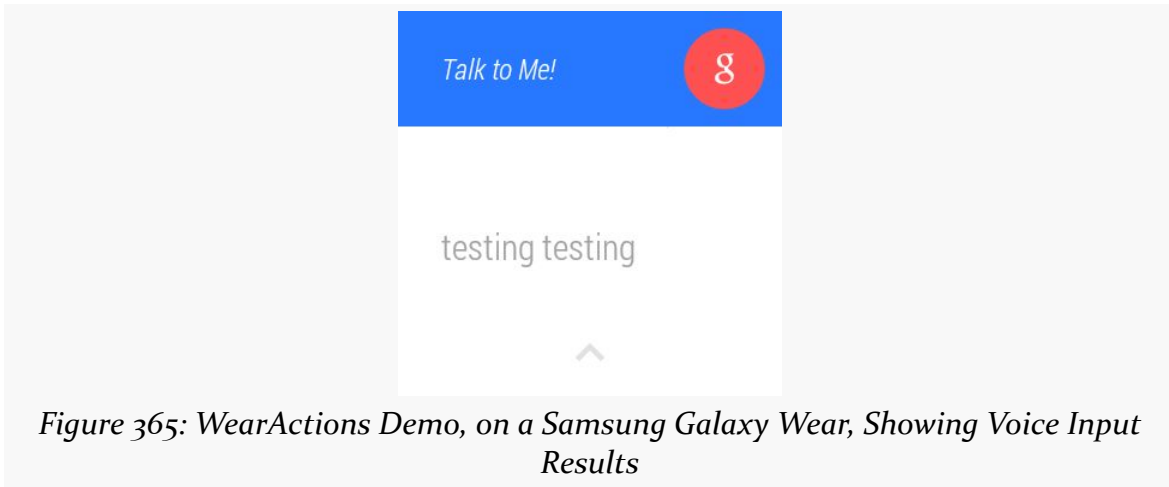 Talk to Me!
g
testing testing
Figure 365: WearActions Demo, on a Samsung Galaxy Wear, Showing Voice Input
Results